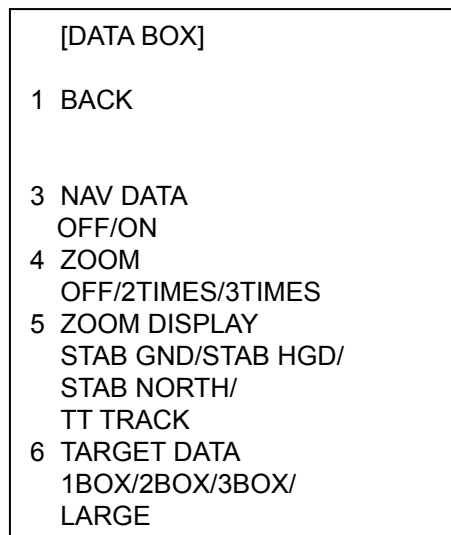 [DATA BOX]
1 BACK
3 NAV DATA
OFF/ON
4 ZOOM
OFF/2TIMES/3TIMES
5 ZOOM DISPLAY
STAB GND/STAB HGD/
STAB NORTH/
TT TRACK
6 TARGET DATA
1BOX/2BOX/3BOX/
LARGE